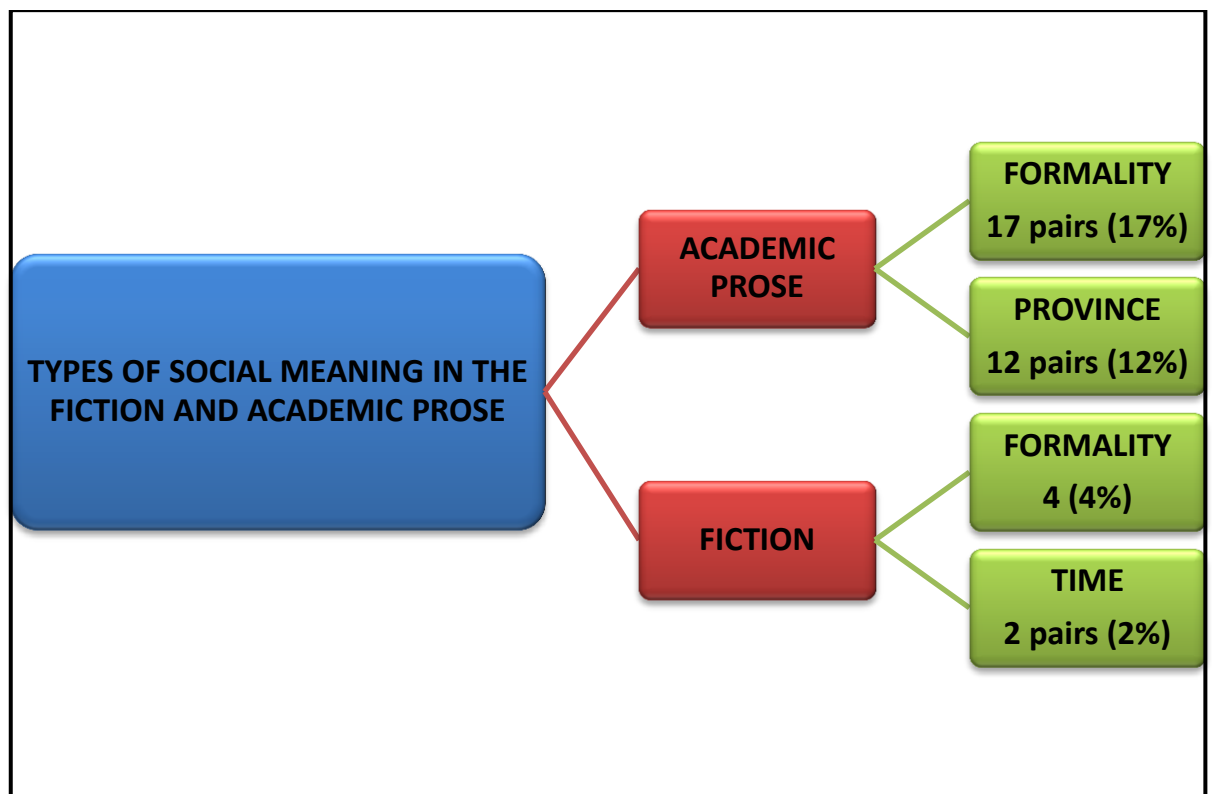 TYPES OF SOCIAL MEANING IN THE
FICTION AND ACADEMIC PROSE
ACADEMIC
PROSE
FORMALITY
17 pairs (17%)
PROVINCE
12 pairs (12%)
FICTION
FORMALITY
4 (4%)
TIME
2 pairs (2%)